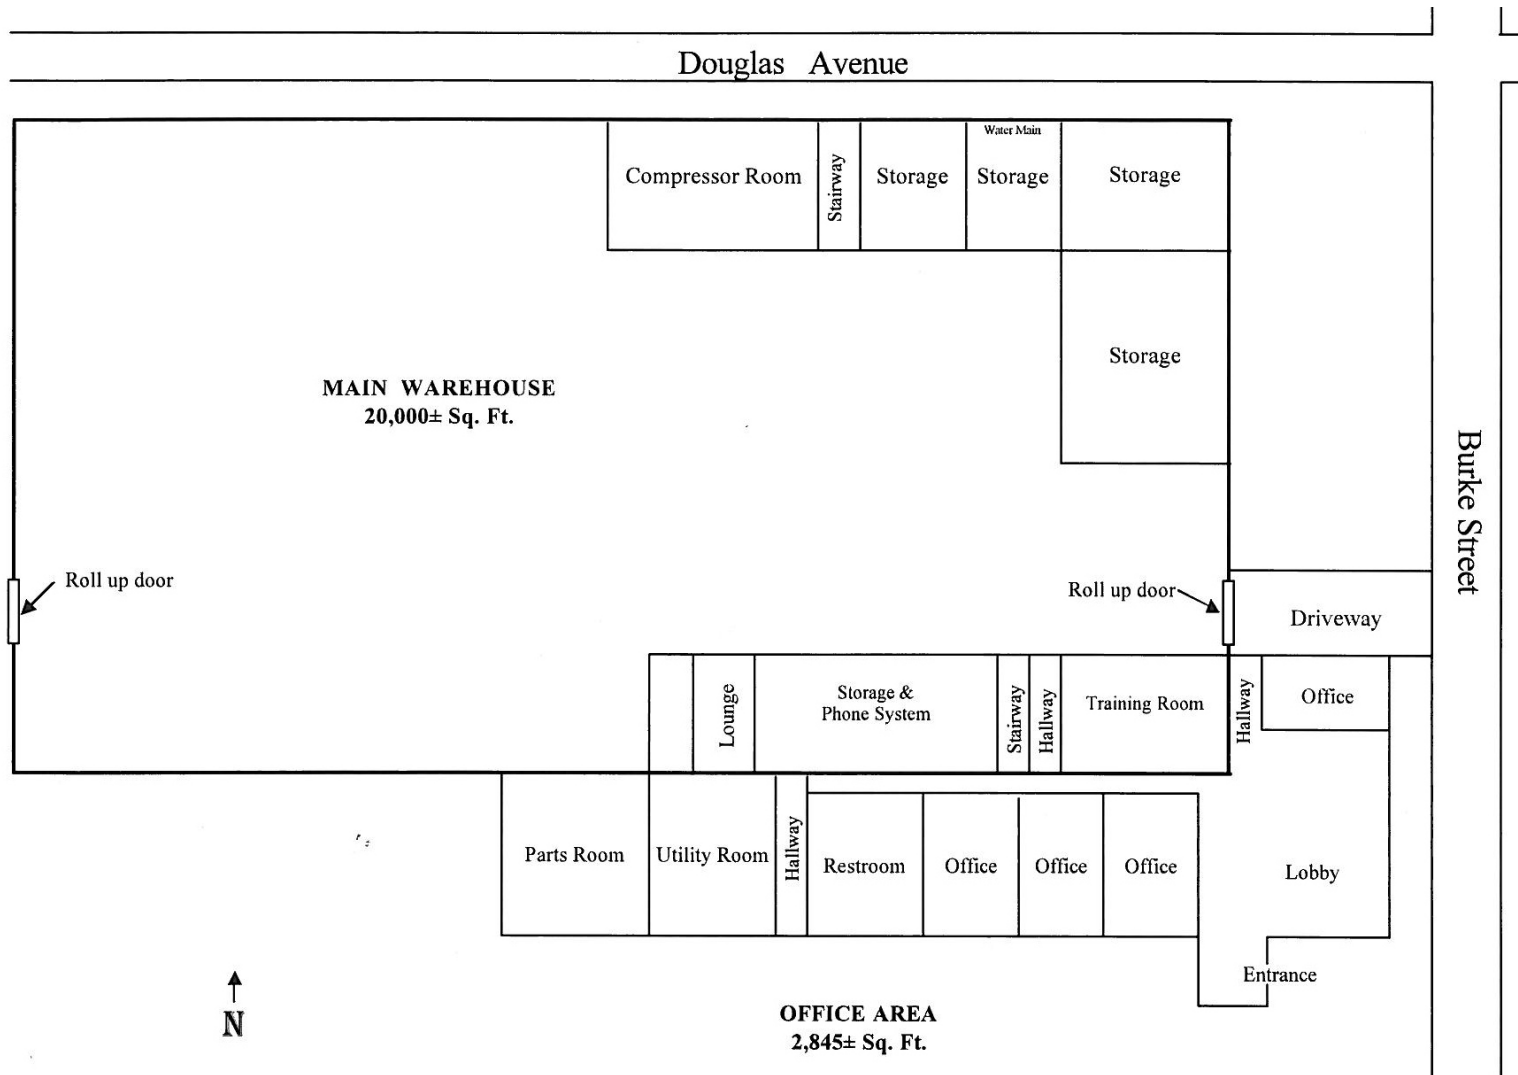 Douglas Avenue
Water Main
Compressor Room
Stairway
Storage
Storage
Storage
Storage
MAIN WAREHOUSE
20,000± Sq. Ft.
Burke Street
Roll up door
Roll up door
Driveway
Lounge
Storage &
Phone System
Stairway
Hallway
Training Room
Hallway
Office
Parts Room
Utility Room
Hallway
Restroom
Office
Office
Office
Lobby
Entrance
N
OFFICE AREA
2,845± Sq. Ft.